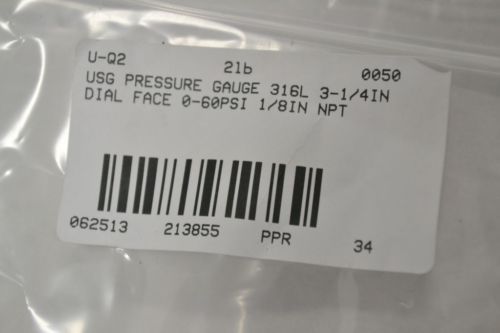 U-Q2 2lb 0050
USG PRESSURE GAUGE 316L 3-1/4IN
DIAL FACE 0-60PSI 1/8IN NPT
062513 213855 PPR 34